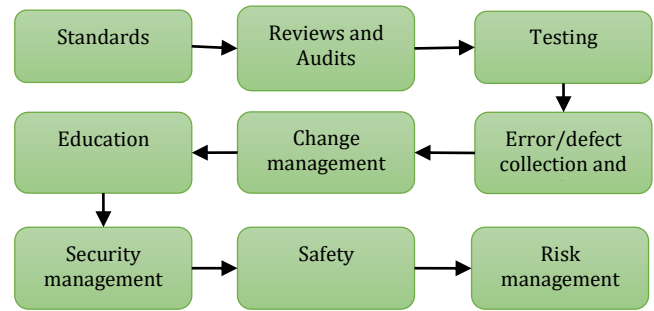 Standards
Reviews and
Audits
Testing
Error/defect
collection and
Change
management
Education
Security
management
Safety
Risk
management